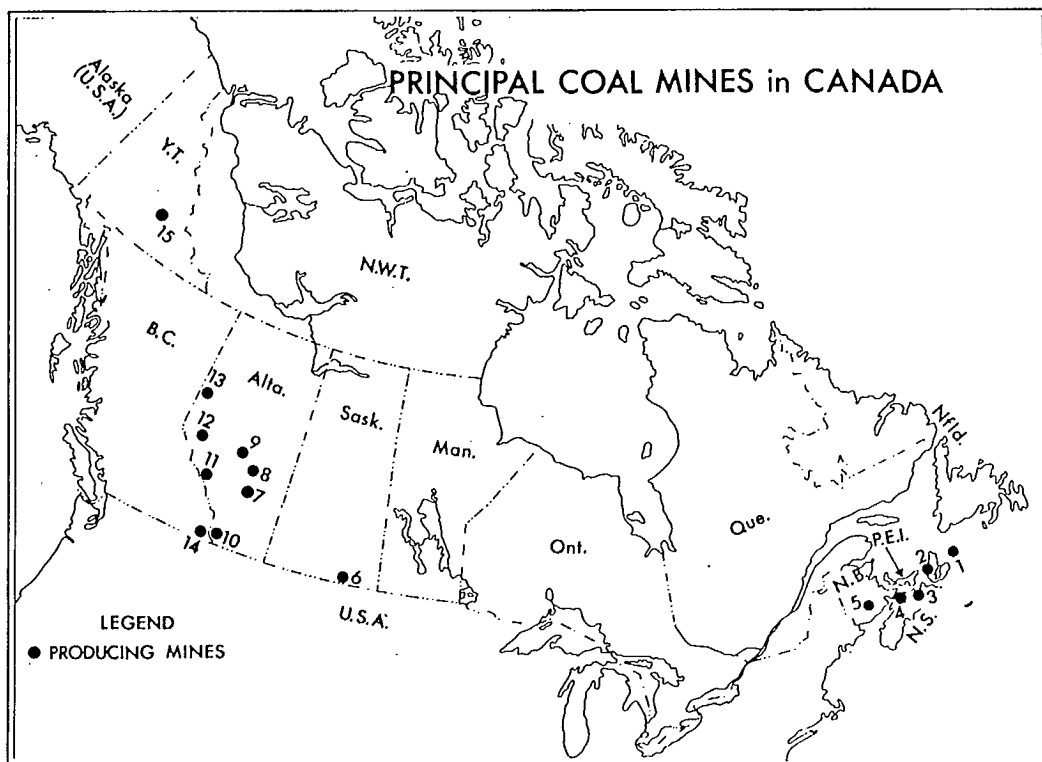 PRINCIPAL COAL MINES in CANADA
Alaska
(U.S.A.)
Y.T.
15
N.W.T.
B.C.
13
Alta.
12
9
Sask.
11
8
Man.
7
Nfld.
14
10
Ont.
Que.
P.E.I.
2
1
6
N.B.
5
4
3
N.S.
U.S.A.
LEGEND
PRODUCING MINES